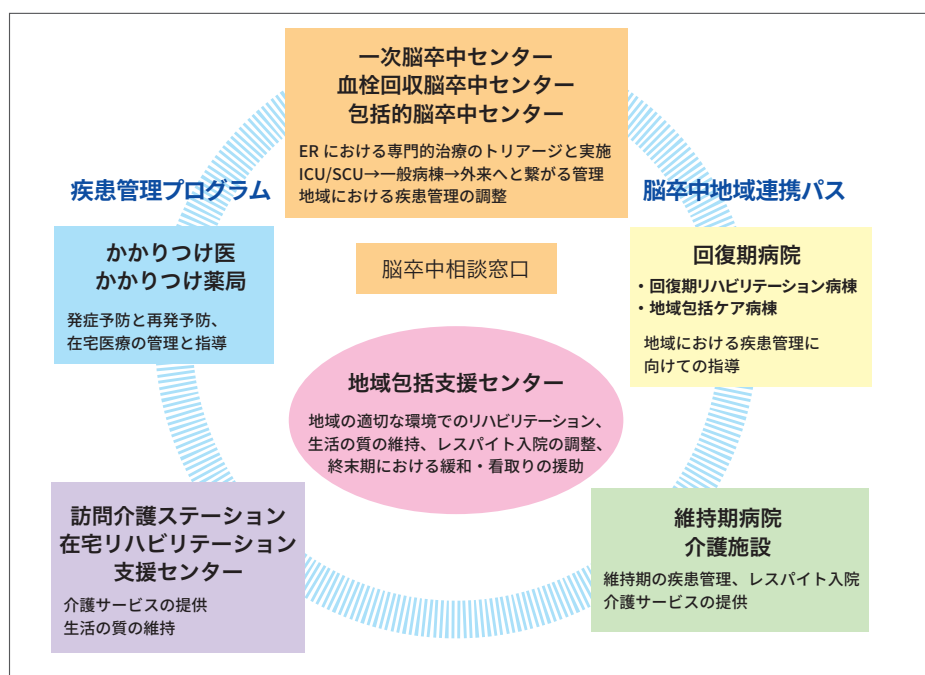 一次脳卒中センター
血栓回収脳卒中センター
包括的脳卒中センター
ER における専門的治療のトリアージと実施
ICU/SCU→一般病棟→外来へと繋がる管理
地域における疾患管理の調整
疾患管理プログラム
脳卒中地域連携パス
かかりつけ医
かかりつけ薬局
発症予防と再発予防、
在宅医療の管理と指導
脳卒中相談窓口
回復期病院
・回復期リハビリテーション病棟
・地域包括ケア病棟
地域における疾患管理に
向けての指導
地域包括支援センター
地域の適切な環境でのリハビリテーション、
生活の質の維持、レスパイト入院の調整、
終末期における緩和・看取りの援助
訪問介護ステーション
在宅リハビリテーション
支援センター
介護サービスの提供
生活の質の維持
維持期病院
介護施設
維持期の疾患管理、レスパイト入院
介護サービスの提供